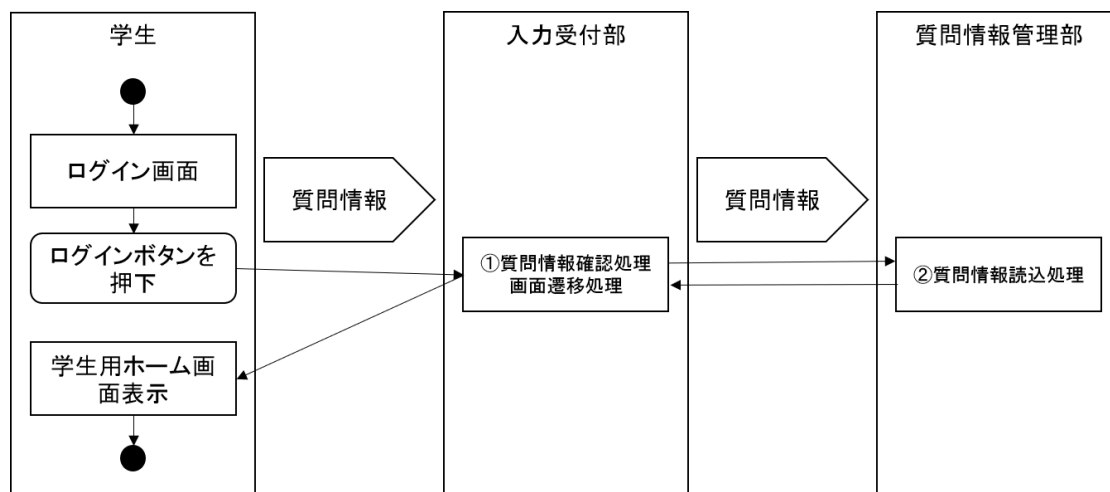 学生
入力受付部
質問情報管理部
ログイン画面
質問情報
質問情報
ログインボタンを
押下
①質問情報確認処理
画面遷移処理
②質問情報読込処理
学生用ホーム画
面表示